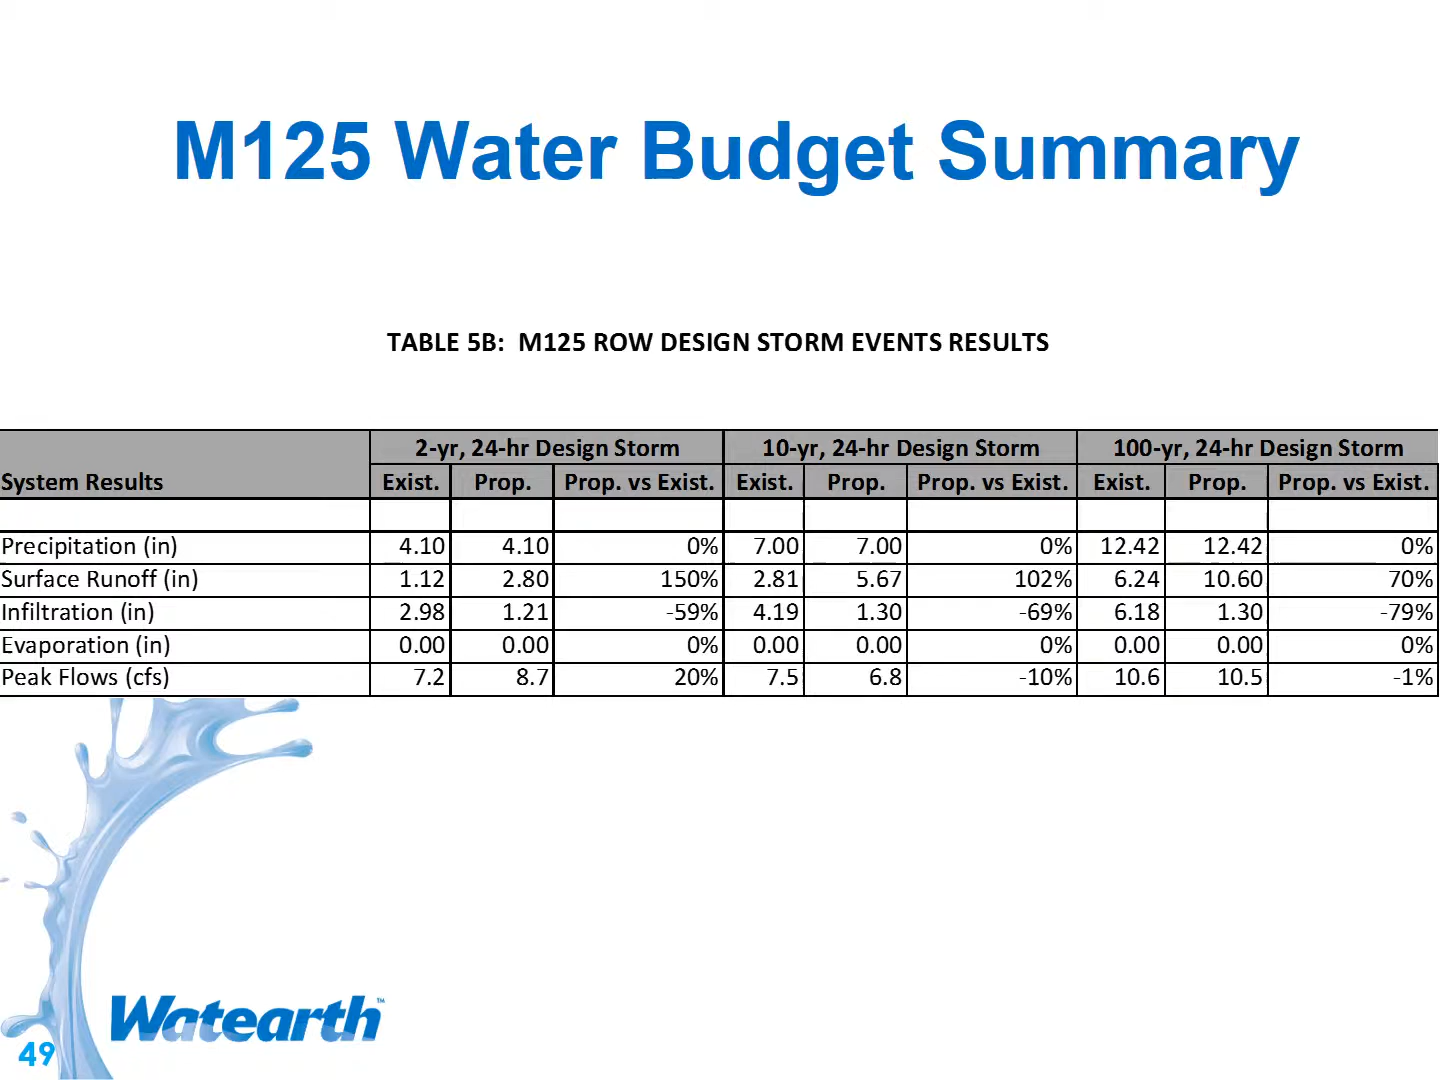 M125 Water Budget Summary
TABLE 5B:  M125 ROW DESIGN STORM EVENTS RESULTS
2-yr, 24-hr Design Storm 10-yr, 24-hr Design Storm 100-yr, 24-hr Design Storm
System Results Exist. Prop. Prop. vs Exist. Exist. Prop. Prop. vs Exist. Exist. Prop. Prop. vs Exist.
Precipitation (in) 4.10 4.10 0% 7.00 7.00 0% 12.42 12.42 0%
Surface Runoff (in) 1.12 2.80 150% 2.81 5.67 102% 6.24 10.60 70%
Infiltration (in) 2.98 1.21 -59% 4.19 1.30 -69% 6.18 1.30 -79%
Evaporation (in) 0.00 0.00 0% 0.00 0.00 0% 0.00 0.00 0%
Peak Flows (cfs) 7.2 8.7 20% 7.5 6.8 -10% 10.6 10.5 -1%
Watearth™
49